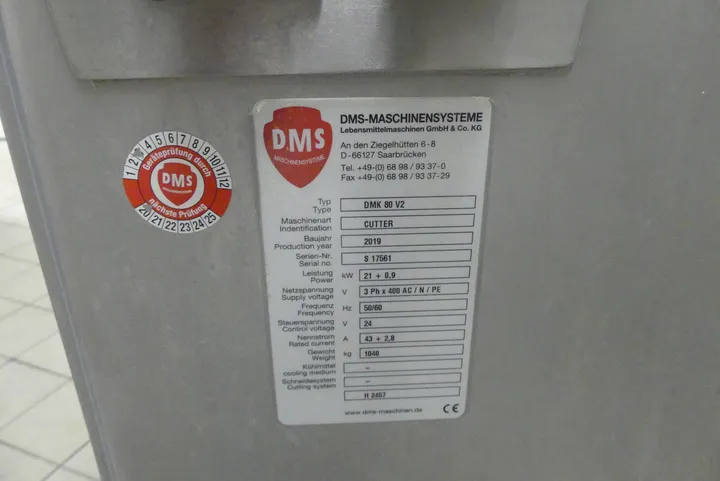 DMS
MASCHINENSYSTEME
DMS-MASCHINENSYSTEME
Lebensmittelmaschinen GmbH & Co. KG
An den Ziegelhütten 6-8
D-66127 Saarbrücken
Tel. +49-(0) 68 98 / 93 37-0
Fax +49-(0) 68 98 / 93 37-29
Typ
Type DMK 80 V2
Maschinenart
Indentification CUTTER
Baujahr
Production year 2019
Serien-Nr.
Serial no. S 17561
Leistung
Power kW 21 + 0,9
Netzspannung
Supply voltage V 3 Ph x 400 AC / N / PE
Frequenz
Frequency Hz 50/60
Steuerspannung
Control voltage V 24
Nennstrom
Rated current A 43 + 2,8
Gewicht
Weight kg 1040
Kühlmittel
cooling medium –
Schneidesystem
Cutting system –
H 2457
www.dms-maschinen.de CE
1 2 4 5 6 7 8 9 10 11 12
Geräteprüfung durch
DMS
MASCHINENSYSTEME
nächste Prüfung
20 21 22 23 24 25